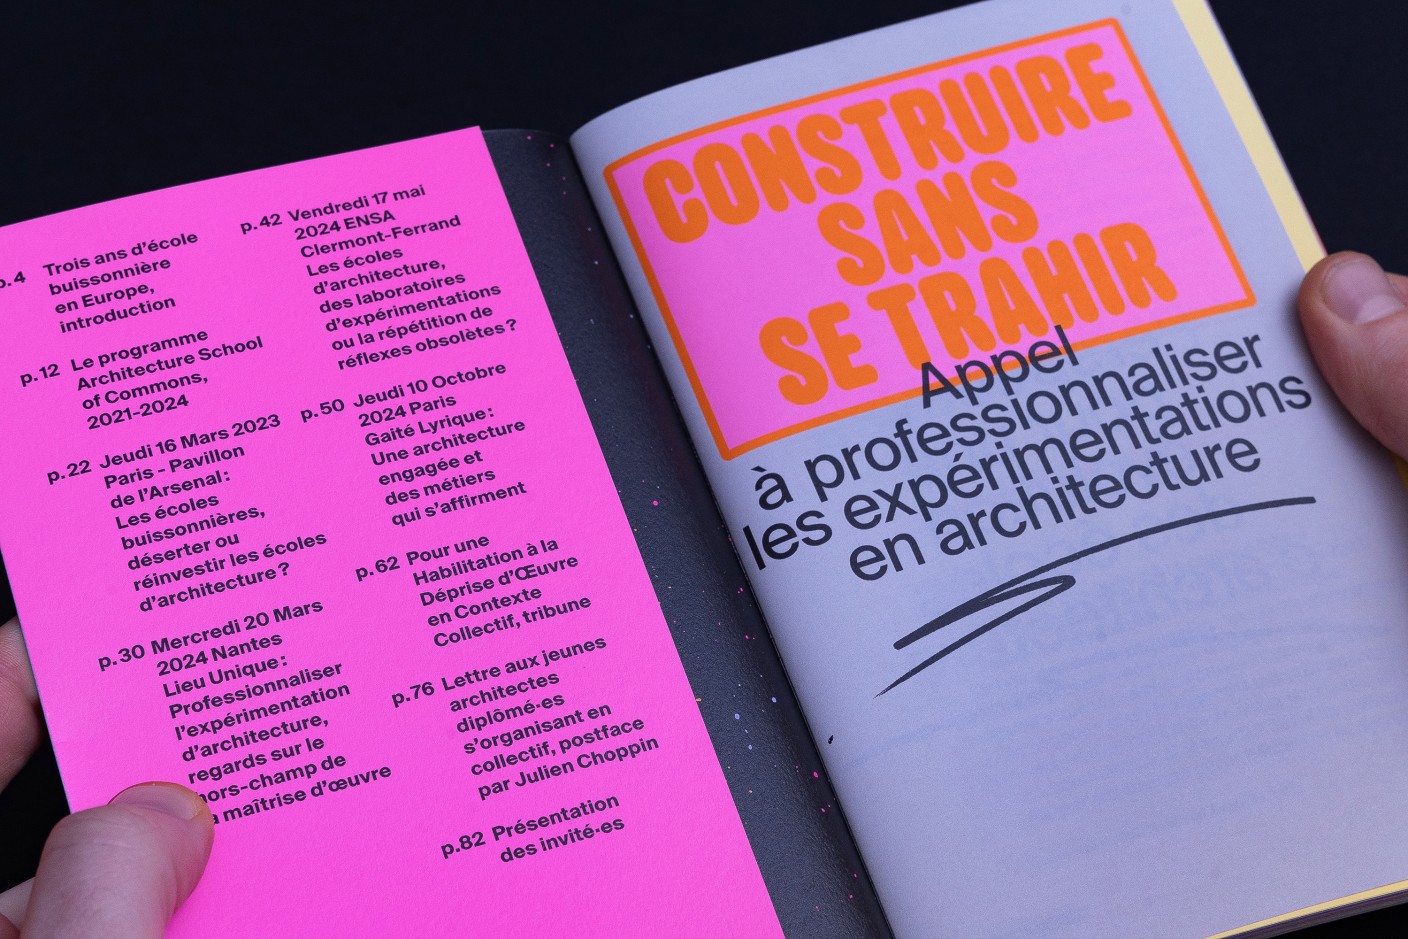 p.4 Trois ans d'école
buissonnière
en Europe,
introduction
p.12 Le programme
Architecture School
of Commons,
2021-2024
p.22 Jeudi 16 Mars 2023
Paris - Pavillon
de l'Arsenal :
Les écoles
buissonnières,
déserter ou
réinvestir les écoles
d'architecture ?
p.30 Mercredi 20 Mars
2024 Nantes
Lieu Unique :
Professionnaliser
l'expérimentation
d'architecture,
regards sur le
hors-champ de
la maîtrise d'œuvre
p.42 Vendredi 17 mai
2024 ENSA
Clermont-Ferrand
Les écoles
d'architecture,
des laboratoires
d'expérimentations
ou la répétition de
réflexes obsolètes ?
p.50 Jeudi 10 Octobre
2024 Paris
Gaité Lyrique :
Une architecture
engagée et
des métiers
qui s'affirment
p.62 Pour une
Habilitation à la
Déprise d'Œuvre
en Contexte
Collectif, tribune
p.76 Lettre aux jeunes
architectes
diplômé·es
s'organisant en
collectif, postface
par Julien Choppin
p.82 Présentation
des invité·es
CONSTRUIRE
SANS
SE TRAHIR
Appel
à professionnaliser
les expérimentations
en architecture